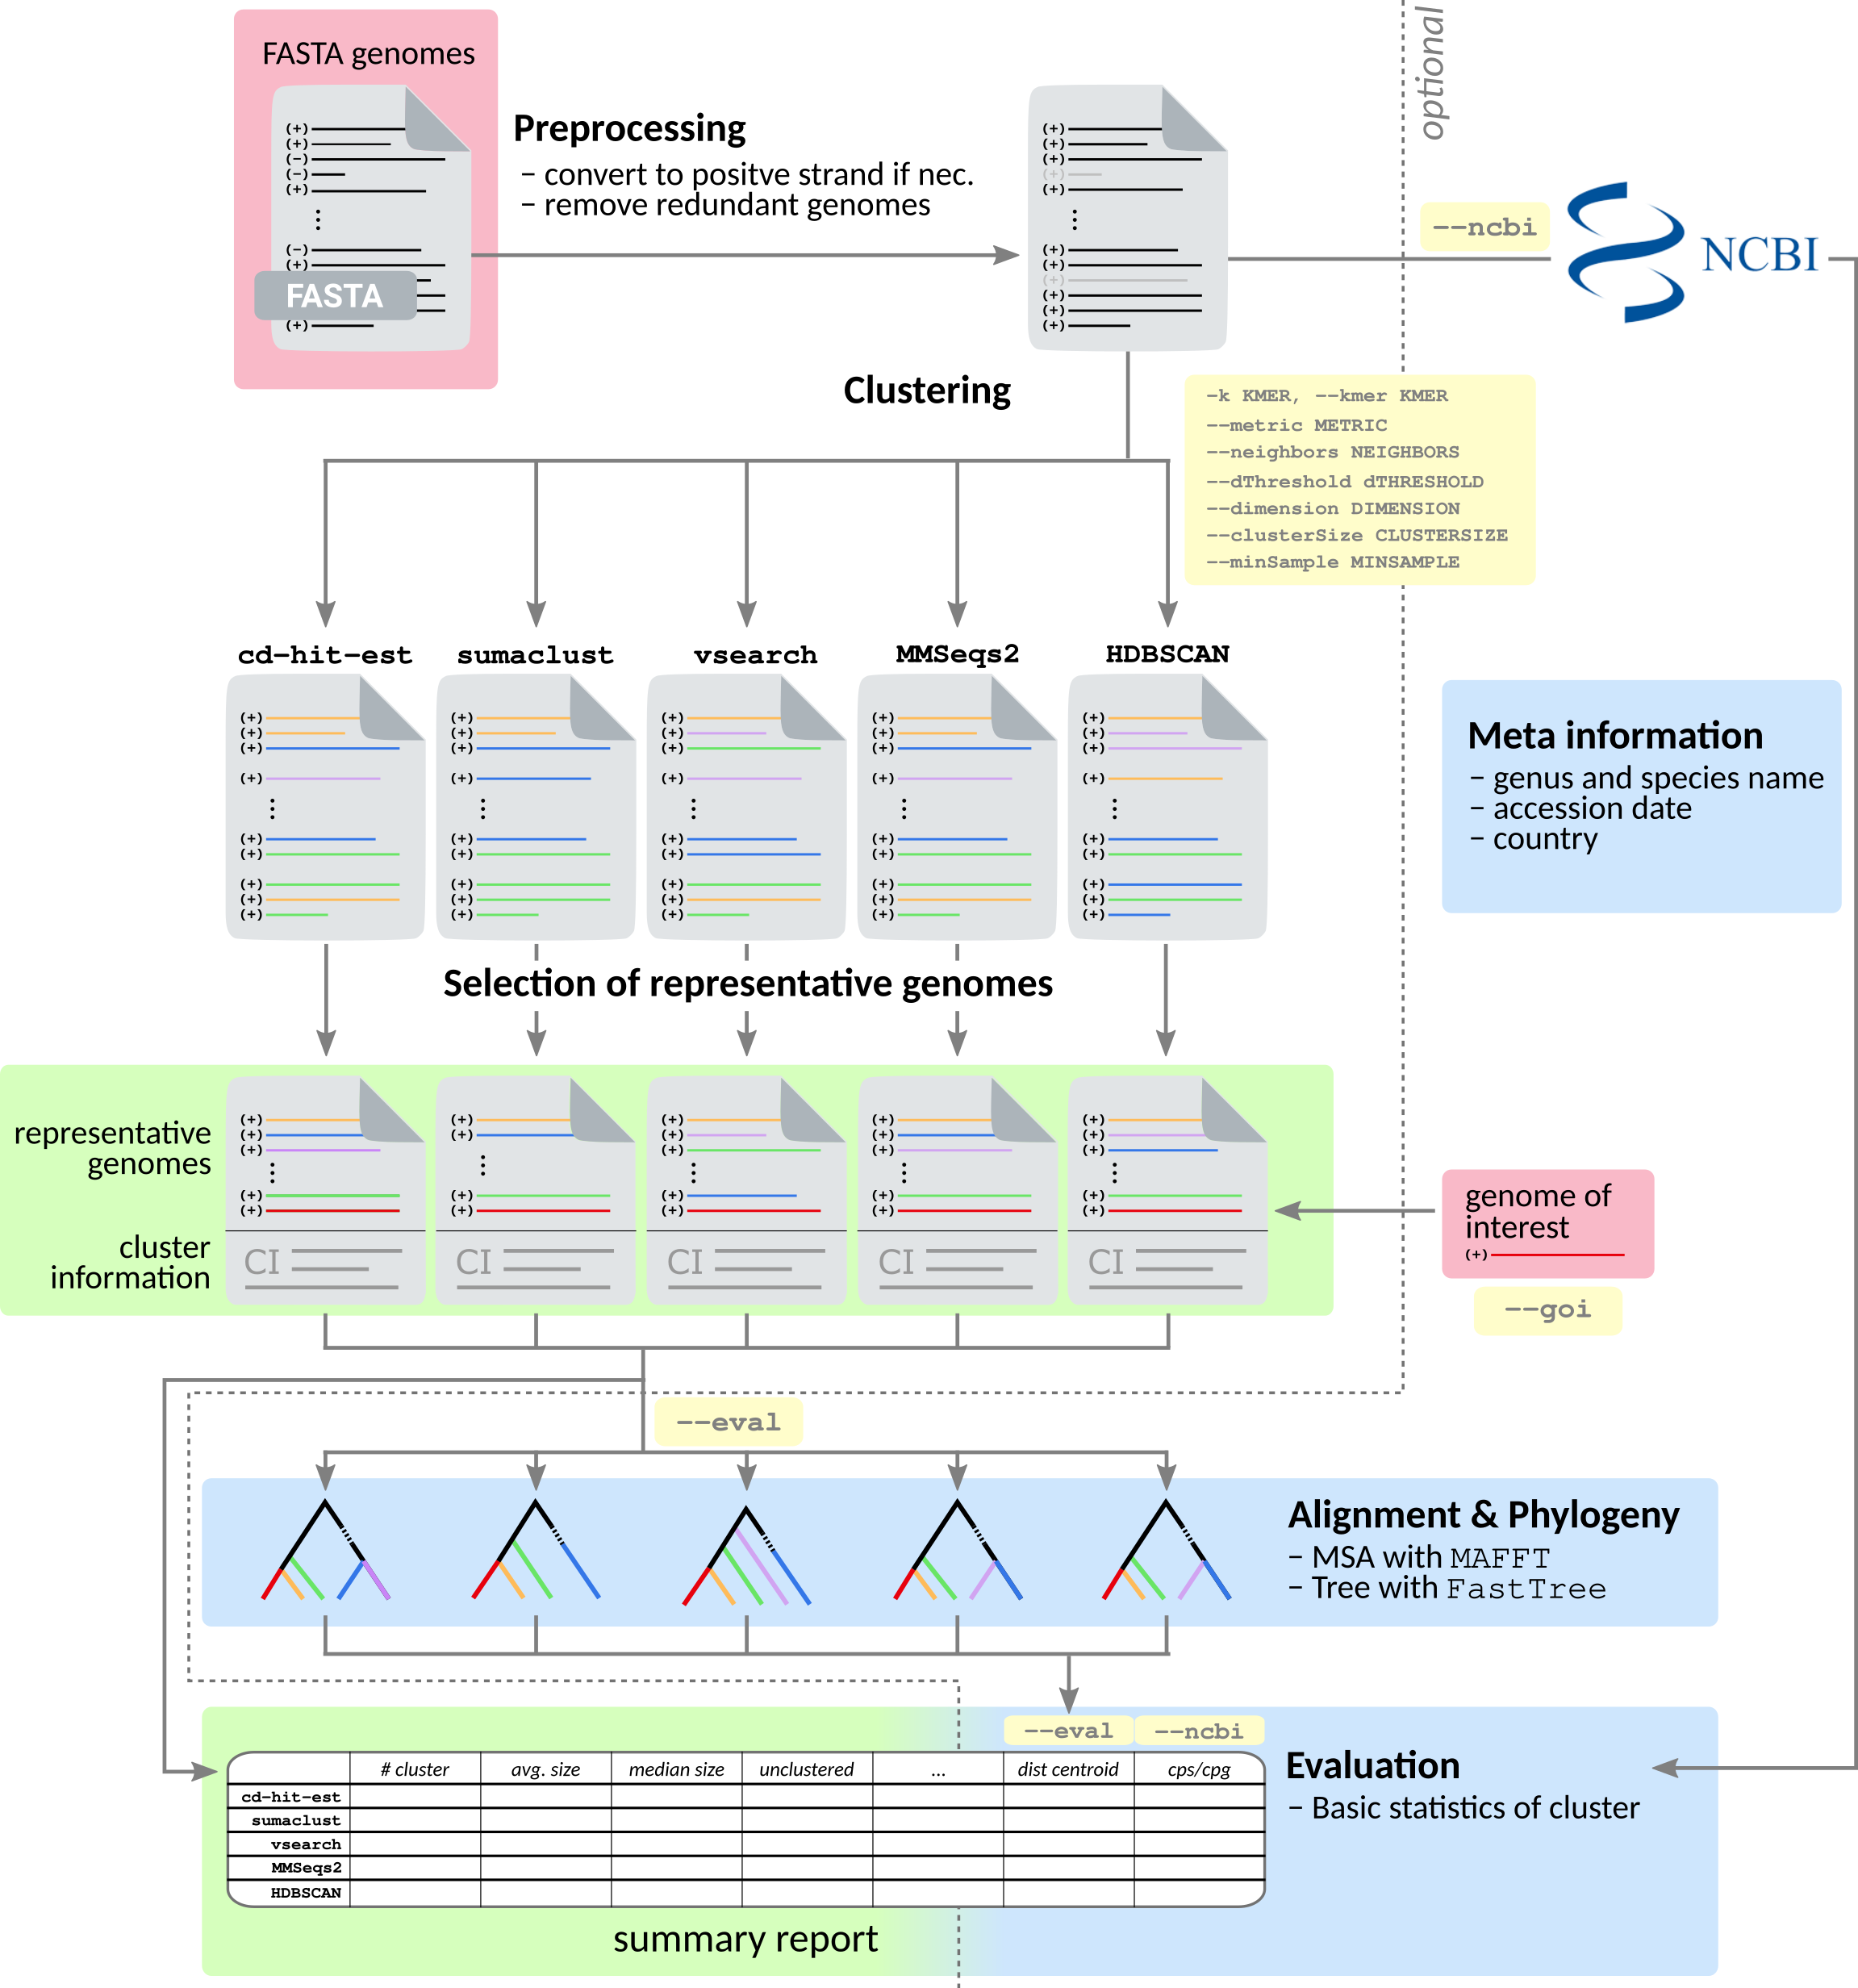 optional
FASTA genomes
(+)
(+)
(-)
(-)
(+)
(-)
(+)
FASTA
(+)
Preprocessing
- convert to positve strand if nec.
- remove redundant genomes
(+)
(+)
(+)
(+)
(+)
(+)
(+)
(+)
(+)
(+)
(+)
--ncbi
NCBI
Clustering
-k KMER, --kmer KMER
--metric METRIC
--neighbors NEIGHBORS
--dThreshold dTHRESHOLD
--dimension DIMENSION
--clusterSize CLUSTERSIZE
--minSample MINSAMPLE
cd-hit-est sumaclust vsearch MMSeqs2 HDBSCAN
(+) (+) (+) (+) (+)
(+) (+) (+) (+) (+)
(+) (+) (+) (+) (+)
(+) (+) (+) (+) (+)
(+) (+) (+) (+) (+)
(+) (+) (+) (+) (+)
(+) (+) (+) (+) (+)
(+) (+) (+) (+) (+)
(+) (+) (+) (+) (+)
Meta information
- genus and species name
- accession date
- country
Selection of representative genomes
representative
genomes
(+) (+) (+) (+) (+)
(+) (+) (+) (+) (+)
(+) (+) (+) (+)
(+) (+) (+) (+) (+)
(+) (+) (+) (+) (+)
cluster
information
CI CI CI CI CI
genome of
interest
(+)
--goi
--eval
Alignment & Phylogeny
- MSA with MAFFT
- Tree with FastTree
--eval --ncbi
# cluster avg. size median size unclustered ... dist centroid cps/cpg
cd-hit-est
sumaclust
vsearch
MMSeqs2
HDBSCAN
Evaluation
- Basic statistics of cluster
summary report